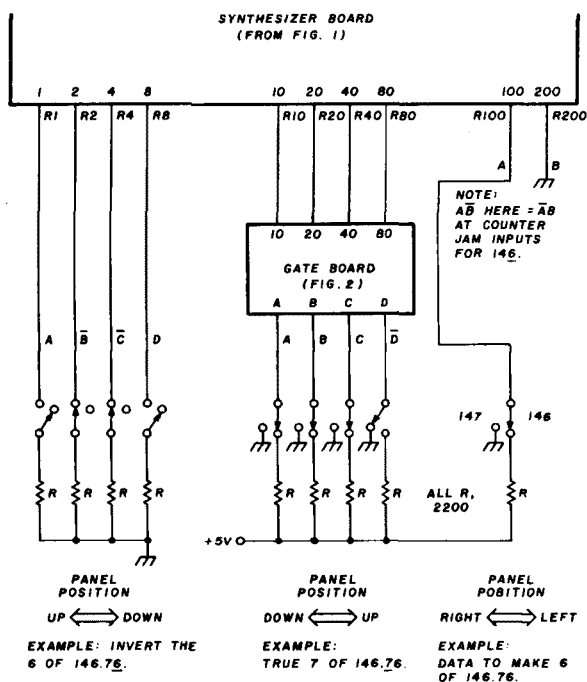 SYNTHESIZER BOARD
(FROM FIG. 1)
1 2 4 8 10 20 40 80 100 200
R1 R2 R4 R8 R10 R20 R40 R80 R100 R200
A B
NOTE:
AB̅ HERE = A̅B
AT COUNTER
JAM INPUTS
FOR 146.
10 20 40 80
GATE BOARD
(FIG. 2)
A B C D
A B̅ C̅ D A B C D̅
147 146
R R R R R R R R ALL R, 2200 R
+5V
PANEL POSITION
UP DOWN
EXAMPLE: INVERT THE
6 OF 146.76.
PANEL POSITION
DOWN UP
EXAMPLE:
TRUE 7 OF 146.76.
PANEL POBITION
RIGHT LEFT
EXAMPLE:
DATA TO MAKE 6
OF 146.76.